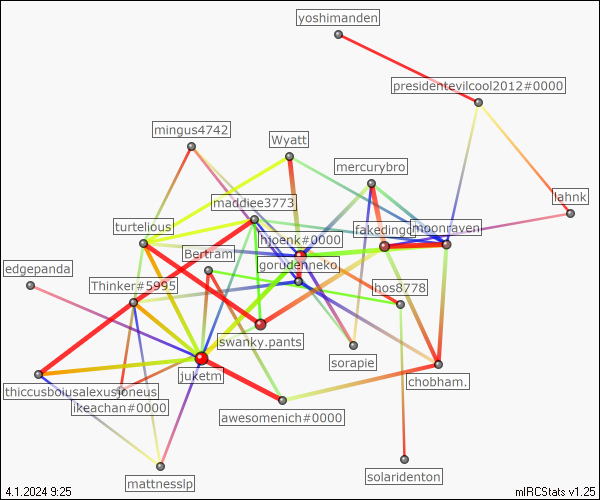 yoshimanden
presidentevilcool2012#0000
mingus4742
Wyatt
mercurybro
lahnk
maddiee3773
turtelious
fakeding
moonraven
hjoenk#0000
Bertram
gorudenneko
edgepanda
Thinker#5995
hos8778
swanky.pants
sorapie
juketm
chobham.
thiccusboiusalexusjoneus
ikeachan#0000
awesomenich#0000
solaridenton
mattnesslp
4.1.2024 9:25
mIRCStats v1.25